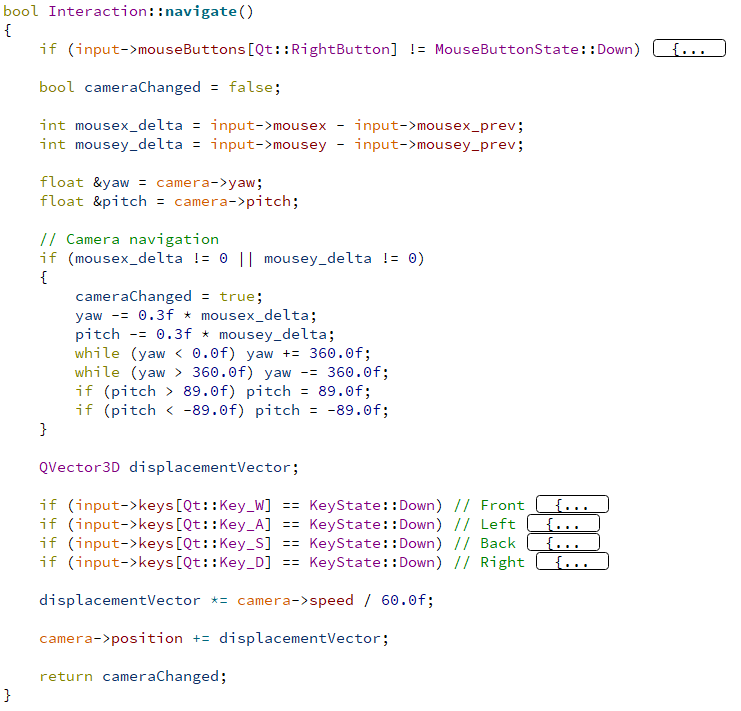 bool Interaction::navigate()
{
    if (input->mouseButtons[Qt::RightButton] != MouseButtonState::Down) {...

    bool cameraChanged = false;

    int mousex_delta = input->mousex - input->mousex_prev;
    int mousey_delta = input->mousey - input->mousey_prev;

    float &yaw = camera->yaw;
    float &pitch = camera->pitch;

    // Camera navigation
    if (mousex_delta != 0 || mousey_delta != 0)
    {
        cameraChanged = true;
        yaw -= 0.3f * mousex_delta;
        pitch -= 0.3f * mousey_delta;
        while (yaw < 0.0f) yaw += 360.0f;
        while (yaw > 360.0f) yaw -= 360.0f;
        if (pitch > 89.0f) pitch = 89.0f;
        if (pitch < -89.0f) pitch = -89.0f;
    }

    QVector3D displacementVector;

    if (input->keys[Qt::Key_W] == KeyState::Down) // Front {...
    if (input->keys[Qt::Key_A] == KeyState::Down) // Left {...
    if (input->keys[Qt::Key_S] == KeyState::Down) // Back {...
    if (input->keys[Qt::Key_D] == KeyState::Down) // Right {...

    displacementVector *= camera->speed / 60.0f;

    camera->position += displacementVector;

    return cameraChanged;
}